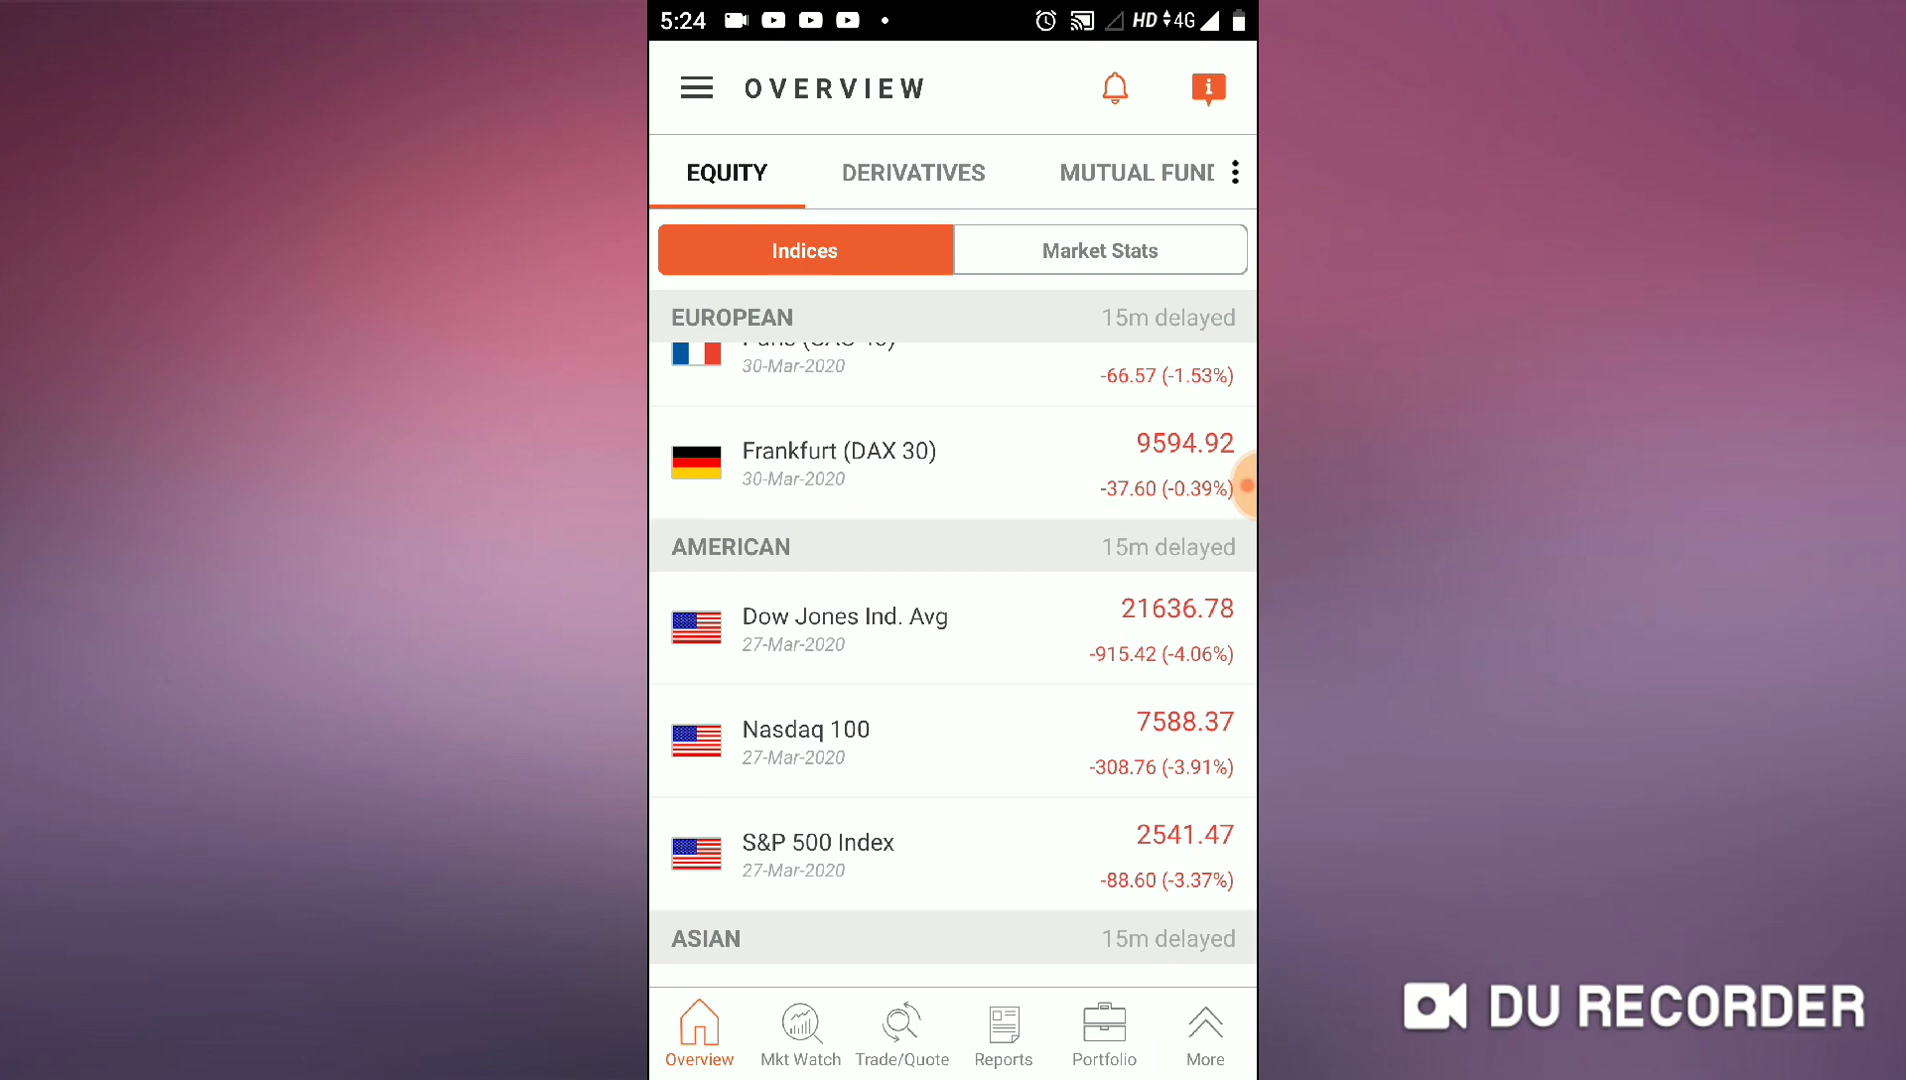 5:24 HD 4G
OVERVIEW
EQUITY DERIVATIVES MUTUAL FUND
Indices Market Stats
EUROPEAN 15m delayed
30-Mar-2020
-66.57 (-1.53%)
Frankfurt (DAX 30) 9594.92
30-Mar-2020 -37.60 (-0.39%)
AMERICAN 15m delayed
Dow Jones Ind. Avg 21636.78
27-Mar-2020 -915.42 (-4.06%)
Nasdaq 100 7588.37
27-Mar-2020 -308.76 (-3.91%)
S&P 500 Index 2541.47
27-Mar-2020 -88.60 (-3.37%)
ASIAN 15m delayed
Overview Mkt Watch Trade/Quote Reports Portfolio More
DU RECORDER